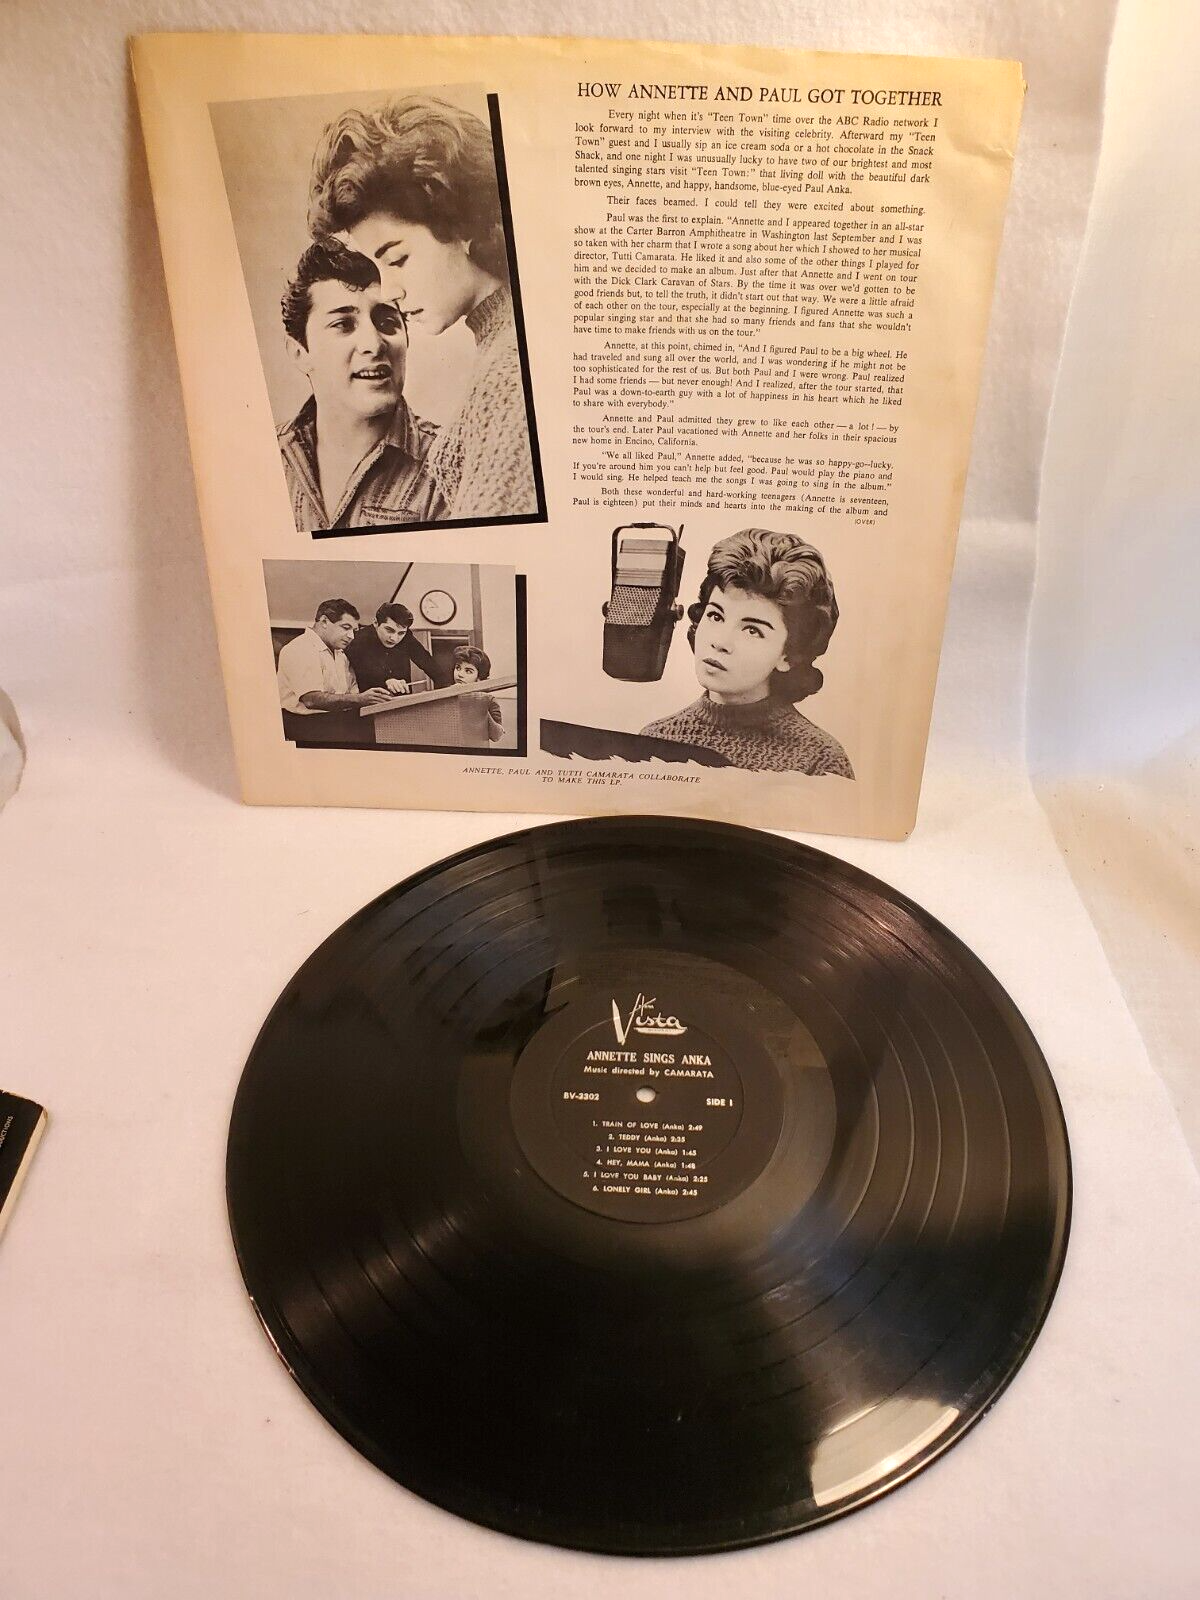 HOW ANNETTE AND PAUL GOT TOGETHER
Every night when it's "Teen Town" time over the ABC Radio network I
look forward to my interview with the visiting celebrity. Afterward my "Teen
Town" guest and I usually sip an ice cream soda or a hot chocolate in the Snack
Shack, and one night I was unusually lucky to have two of our brightest and most
talented singing stars visit "Teen Town:" that living doll with the beautiful dark
brown eyes, Annette, and happy, handsome, blue-eyed Paul Anka.
Their faces beamed. I could tell they were excited about something.
Paul was the first to explain. "Annette and I appeared together in an all-star
show at the Carter Barron Amphitheatre in Washington last September and I was
so taken with her charm that I wrote a song about her which I showed to her musical
director, Tutti Camarata. He liked it and also some of the other things I played for
him and we decided to make an album. Just after that Annette and I went on tour
with the Dick Clark Caravan of Stars. By the time it was over we'd gotten to be
good friends but, to tell the truth, it didn't start out that way. We were a little afraid
of each other on the tour, especially at the beginning. I figured Annette was such a
popular singing star and that she had so many friends and fans that she wouldn't
have time to make friends with us on the tour."
Annette, at this point, chimed in, "And I figured Paul to be a big wheel. He
had traveled and sung all over the world, and I was wondering if he might not be
too sophisticated for the rest of us. But both Paul and I were wrong. Paul realized
I had some friends — but never enough! And I realized, after the tour started, that
Paul was a down-to-earth guy with a lot of happiness in his heart which he liked
to share with everybody."
Annette and Paul admitted they grew to like each other — a lot! — by
the tour's end. Later Paul vacationed with Annette and her folks in their spacious
new home in Encino, California.
"We all liked Paul," Annette added, "because he was so happy-go--lucky.
If you're around him you can't help but feel good. Paul would play the piano and
I would sing. He helped teach me the songs I was going to sing in the album."
Both these wonderful and hard-working teenagers (Annette is seventeen,
Paul is eighteen) put their minds and hearts into the making of the album and
(OVER)
ANNETTE, PAUL AND TUTTI CAMARATA COLLABORATE
TO MAKE THIS LP.
Vista
ANNETTE SINGS ANKA
Music directed by CAMARATA
BV-3302 SIDE 1
1. TRAIN OF LOVE (Anka) 2:49
2. TEDDY (Anka) 2:35
3. I LOVE YOU (Anka) 1:45
4. HEY, MAMA (Anka) 1:48
5. I LOVE YOU BABY (Anka) 2:25
6. LONELY GIRL (Anka) 2:45